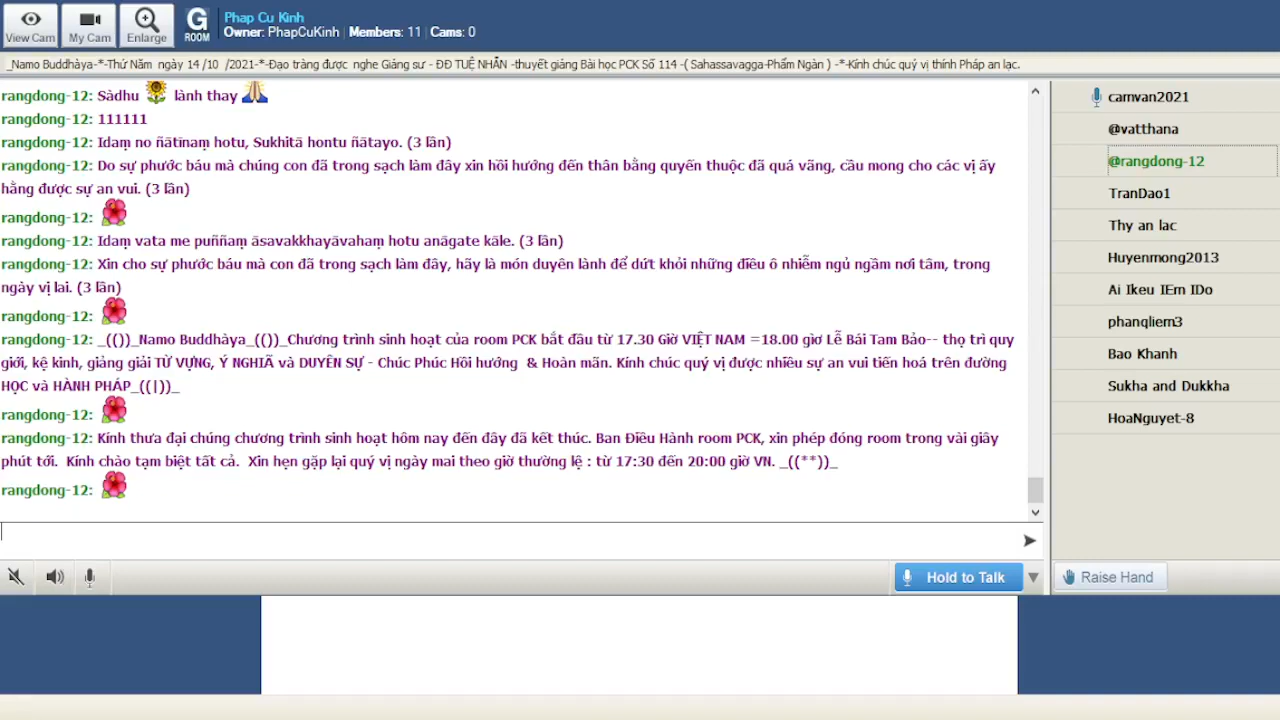 Phap Cu Kinh
View Cam My Cam Enlarge G ROOM Owner: PhapCuKinh | Members: 11 | Cams: 0
_Namo Buddhàya-*-Thứ Năm ngày 14 /10 /2021-*-Đạo tràng được nghe Giảng sư - ĐĐ TUỆ NHẪN -thuyết giảng Bài học PCK Số 114 -( Sahassavagga-Phẩm Ngàn ) -*-Kính chúc quý vị thính Pháp an lạc.
rangdong-12: Sàdhu lành thay
rangdong-12: 111111
rangdong-12: Idaṃ no ñātīnaṃ hotu, Sukhitā hontu ñātayo. (3 lần)
rangdong-12: Do sự phước báu mà chúng con đã trong sạch làm đây xin hồi hướng đến thân bằng quyến thuộc đã quá vãng, cầu mong cho các vị ấy
hằng được sự an vui. (3 lần)
rangdong-12:
rangdong-12: Idaṃ vata me puññaṃ āsavakkhayāvahaṃ hotu anāgate kāle. (3 lần)
rangdong-12: Xin cho sự phước báu mà con đã trong sạch làm đây, hãy là món duyên lành để dứt khỏi những điều ô nhiễm ngủ ngầm nơi tâm, trong
ngày vị lai. (3 lần)
rangdong-12:
rangdong-12: _(())_Namo Buddhàya_(())_Chương trình sinh hoạt của room PCK bắt đầu từ 17.30 Giờ VIỆT NAM =18.00 giơ Lễ Bái Tam Bảo-- thọ trì quy
giới, kệ kinh, giảng giải TỪ VỰNG, Ý NGHIÃ và DUYÊN SỰ - Chúc Phúc Hồi hướng & Hoàn mãn. Kính chúc quý vị được nhiều sự an vui tiến hoá trên đường
HỌC và HÀNH PHÁP_((|))_
rangdong-12:
rangdong-12: Kính thưa đại chúng chương trình sinh hoạt hôm nay đến đây đã kết thúc. Ban Điều Hành room PCK, xin phép đóng room trong vài giây
phút tới. Kính chào tạm biệt tất cả. Xin hẹn gặp lại quý vị ngày mai theo giờ thường lệ : từ 17:30 đến 20:00 giờ VN. _((**))_
rangdong-12:
Hold to Talk
camvan2021
@vatthana
@rangdong-12
TranDao1
Thy an lac
Huyenmong2013
Ai Ikeu IEm IDo
phanqliem3
Bao Khanh
Sukha and Dukkha
HoaNguyet-8
Raise Hand